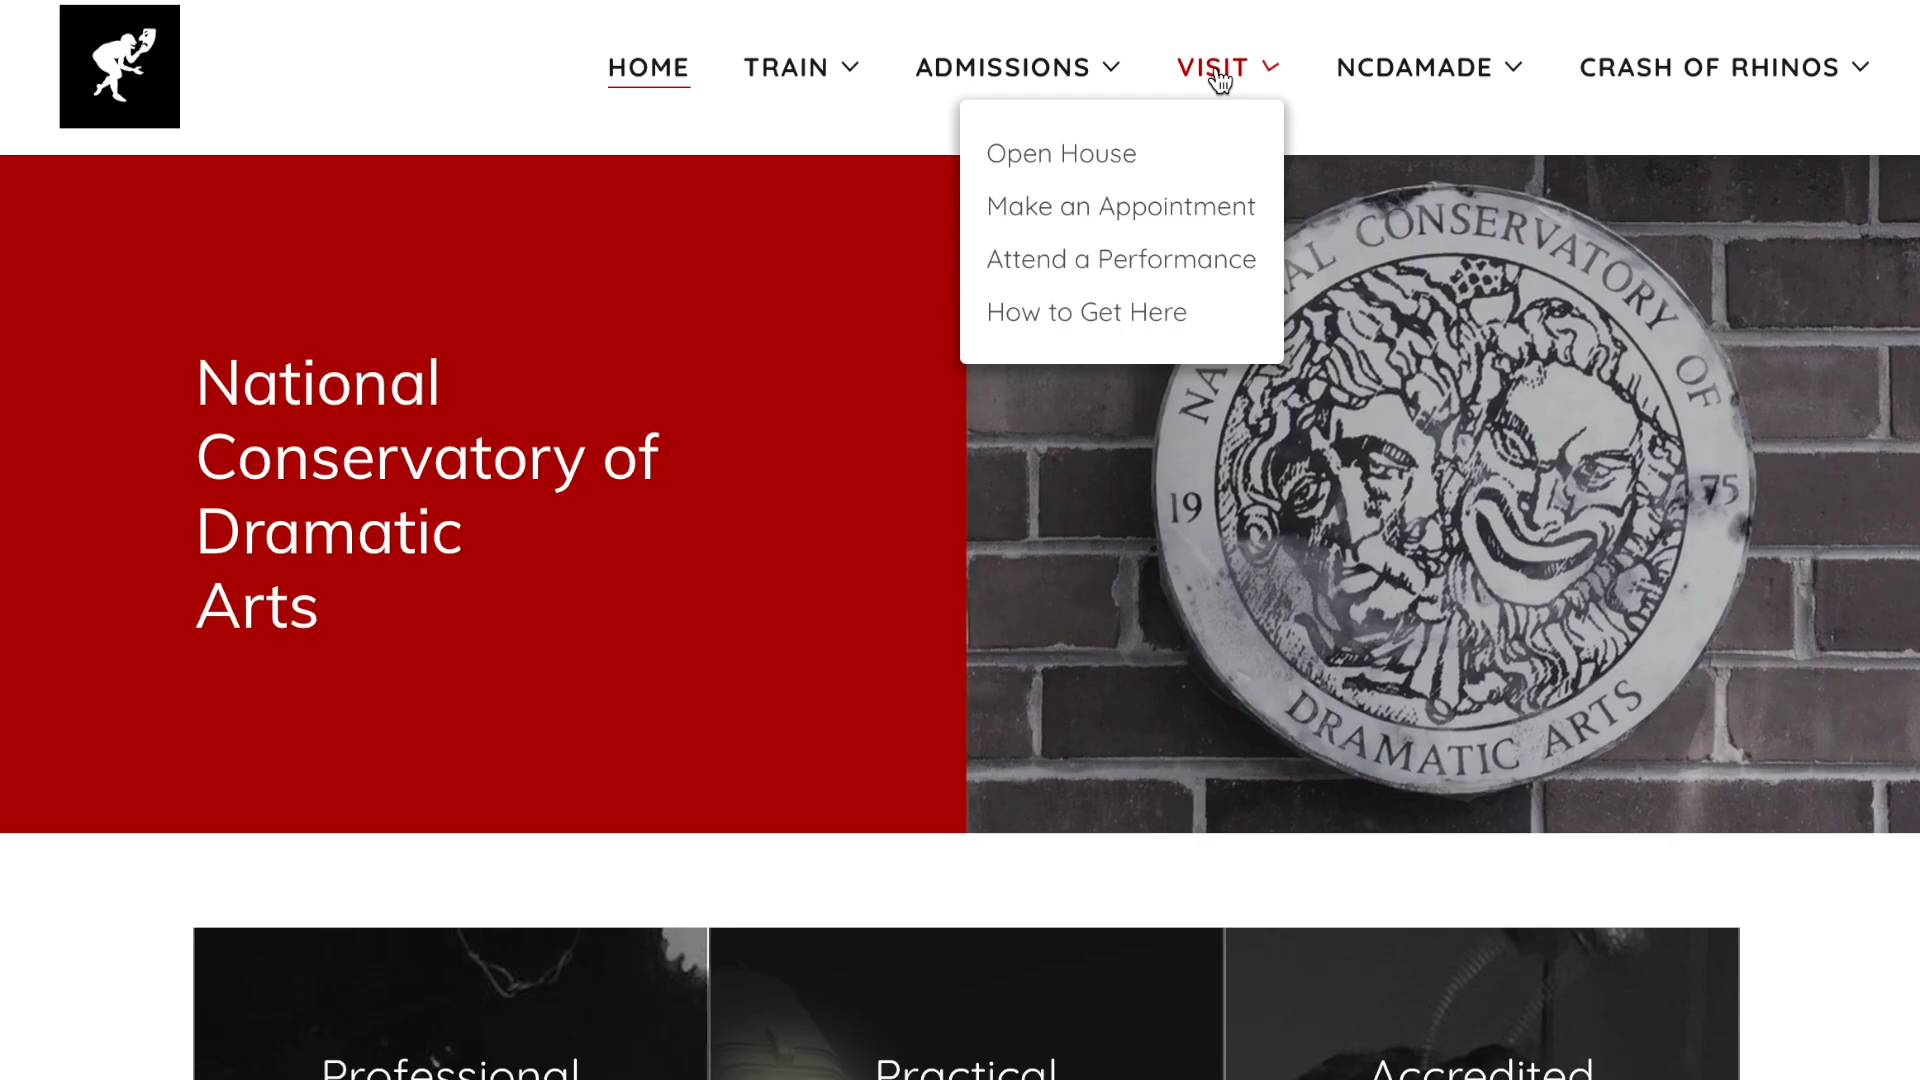 HOME
TRAIN
ADMISSIONS
VISIT
NCDAMADE
CRASH OF RHINOS
Open House
Make an Appointment
Attend a Performance
How to Get Here
National
Conservatory of
Dramatic
Arts
CONSERVATORY OF
19
75
DRAMATIC ARTS
Professional
Practical
Accredited